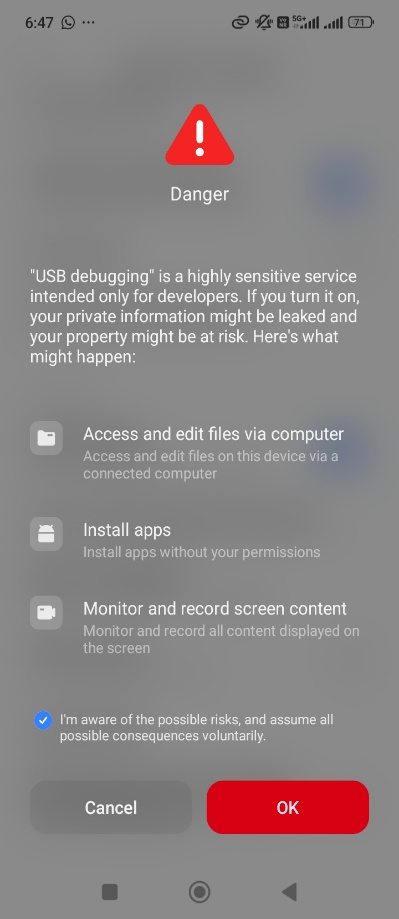 6:47
5G+
71
Danger
"USB debugging" is a highly sensitive service
intended only for developers. If you turn it on,
your private information might be leaked and
your property might be at risk. Here's what
might happen:
Access and edit files via computer
Access and edit files on this device via a
connected computer
Install apps
Install apps without your permissions
Monitor and record screen content
Monitor and record all content displayed on
the screen
I'm aware of the possible risks, and assume all
possible consequences voluntarily.
Cancel
OK